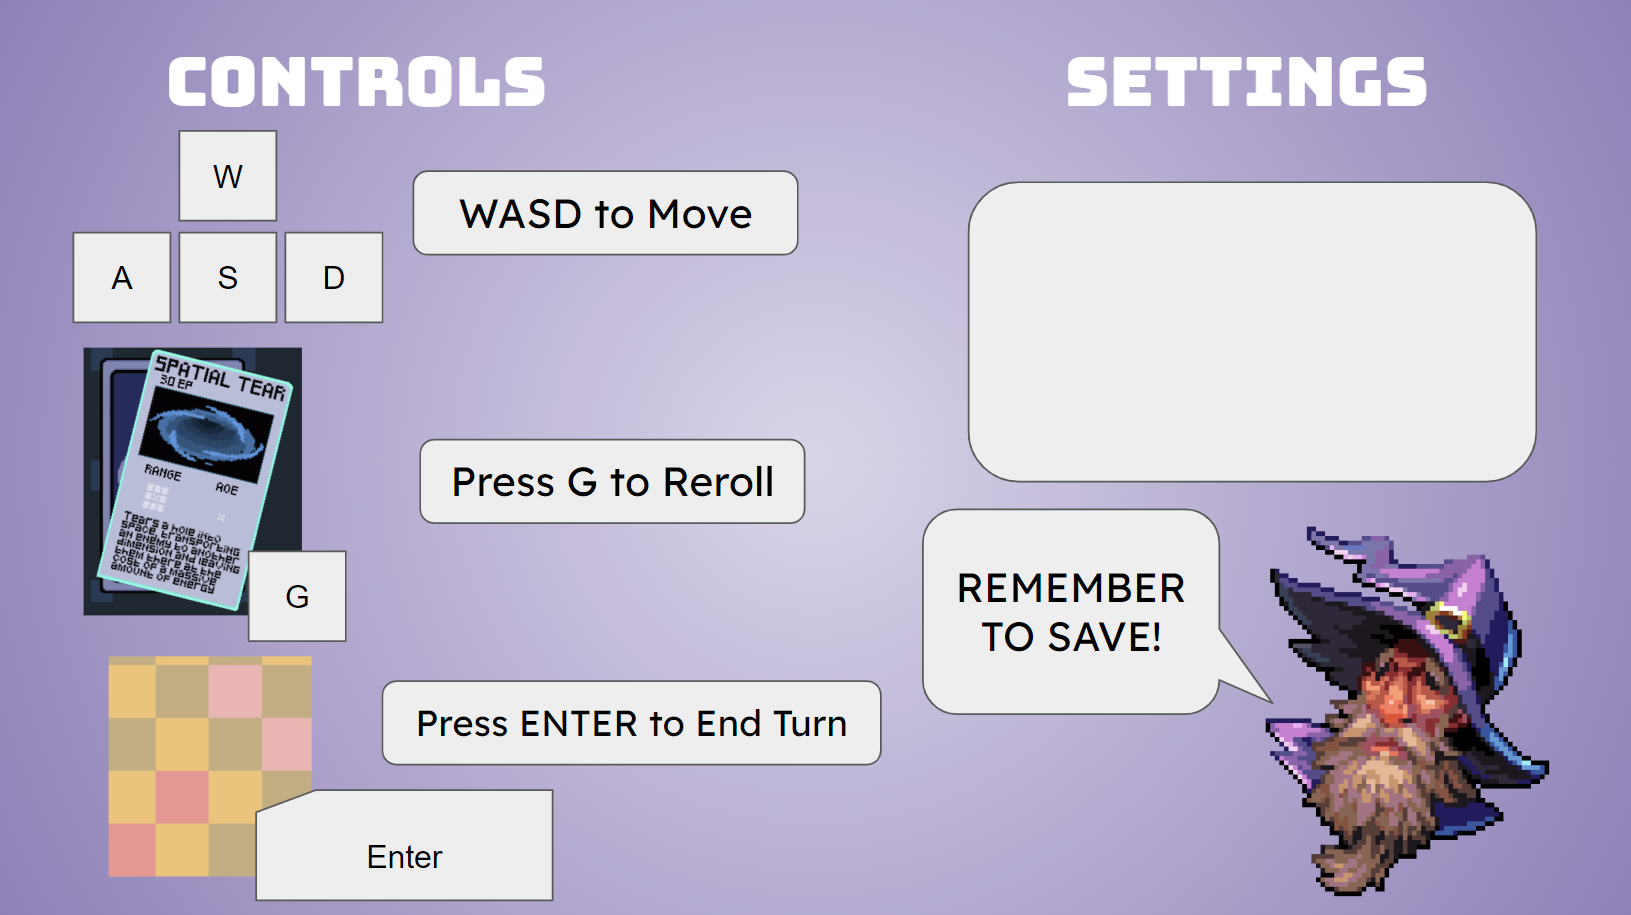 CONTROLS
SETTINGS
W
A S D
WASD to Move
SPATIAL TEAR
30 EP
RANGE
AOE
Tears a hole into
space, transporting
an enemy to another
dimension and leaving
them there at the
cost of a massive
amount of energy
G
Press G to Reroll
Press ENTER to End Turn
Enter
REMEMBER
TO SAVE!